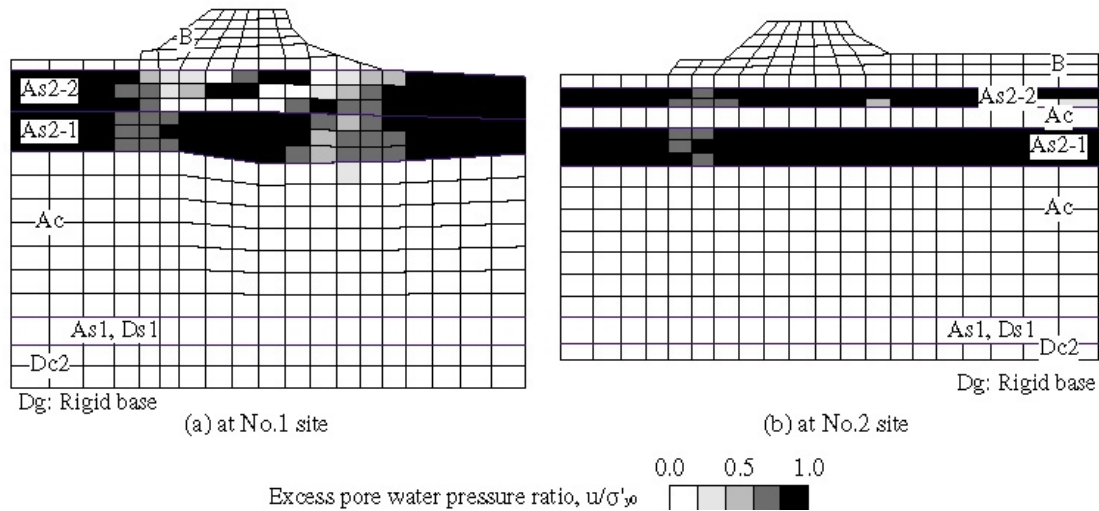 B
As2-2
As2-1
Ac
As1, Ds1
Dc2
Dg: Rigid base
(a) at No.1 site
B
As2-2
Ac
As2-1
Ac
As1, Ds1
Dc2
Dg: Rigid base
(b) at No.2 site
0.0 0.5 1.0
Excess pore water pressure ratio, u/σ'y0